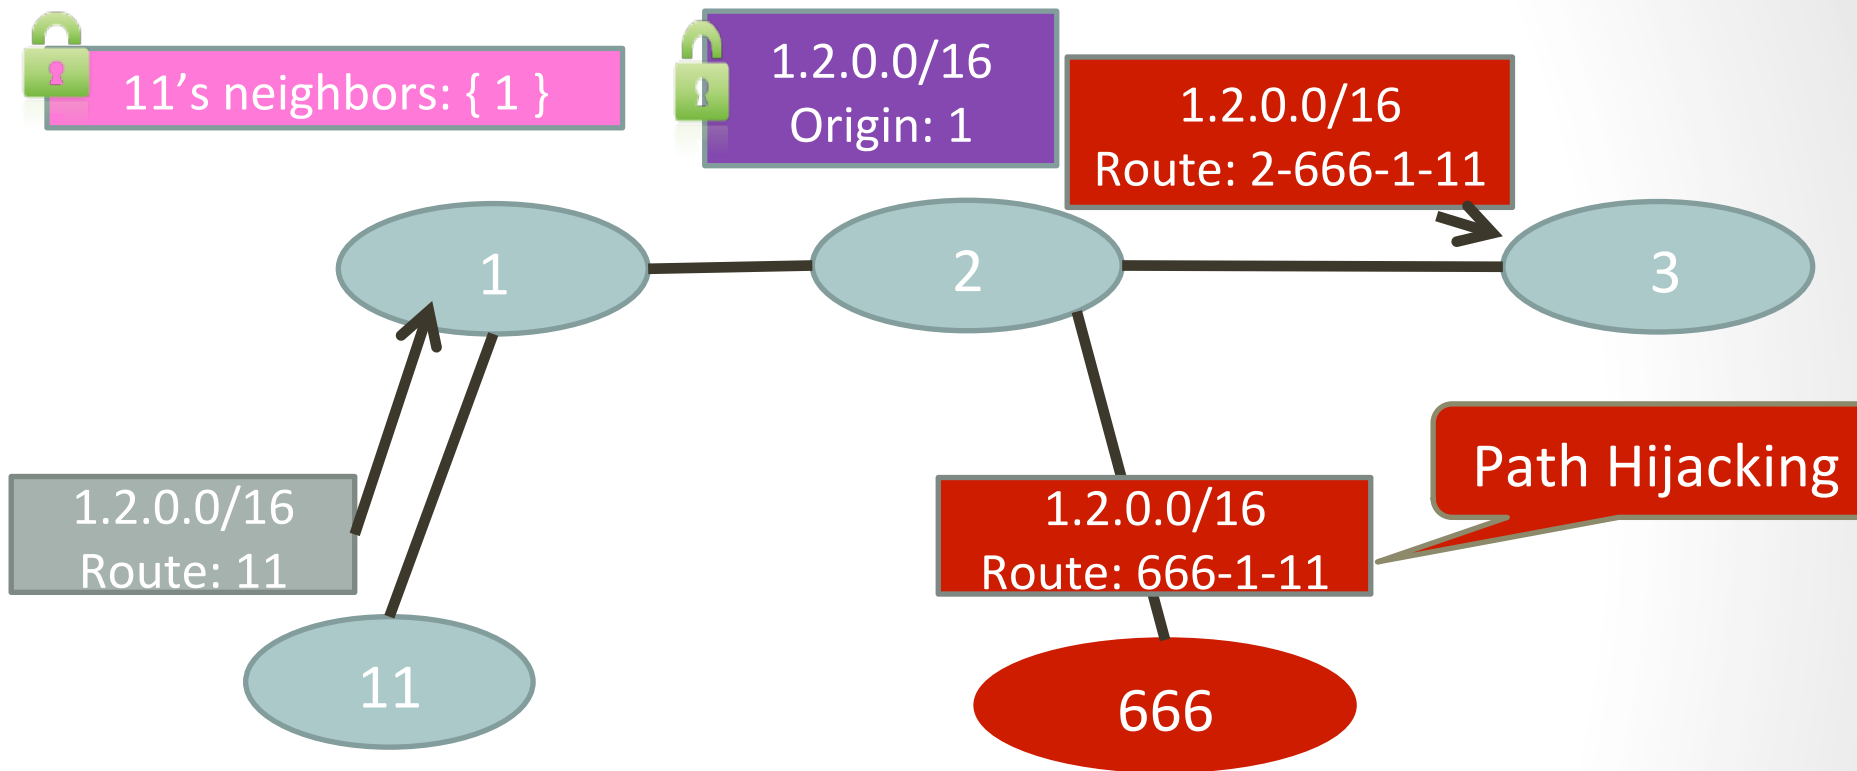 11’s neighbors: { 1 }
1.2.0.0/16
Origin: 1
1.2.0.0/16
Route: 2-666-1-11
1
2
3
1.2.0.0/16
Route: 11
1.2.0.0/16
Route: 666-1-11
Path Hijacking
11
666